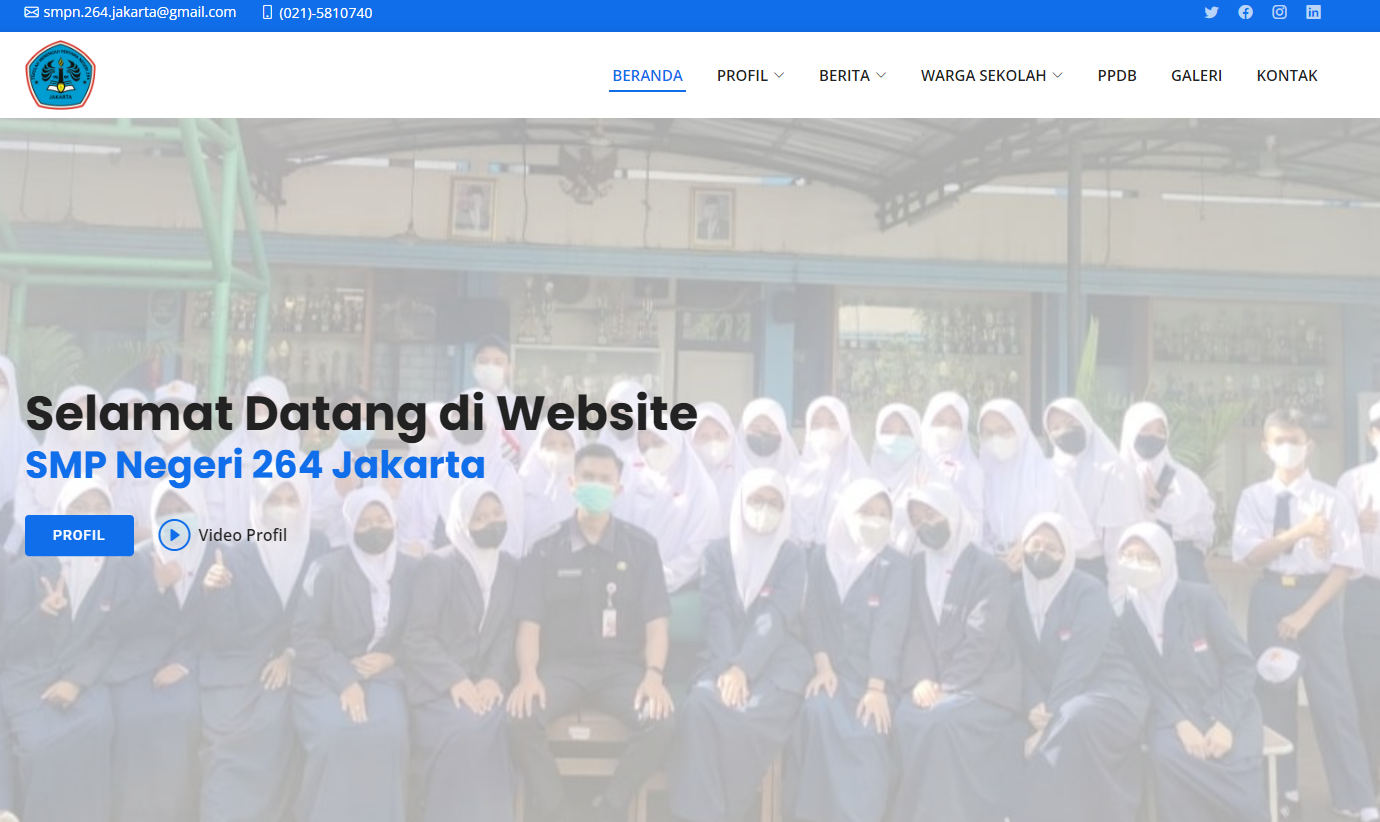 smpn.264.jakarta@gmail.com (021)-5810740
JAKARTA
BERANDA PROFIL BERITA WARGA SEKOLAH PPDB GALERI KONTAK
Selamat Datang di Website
SMP Negeri 264 Jakarta
PROFIL Video Profil